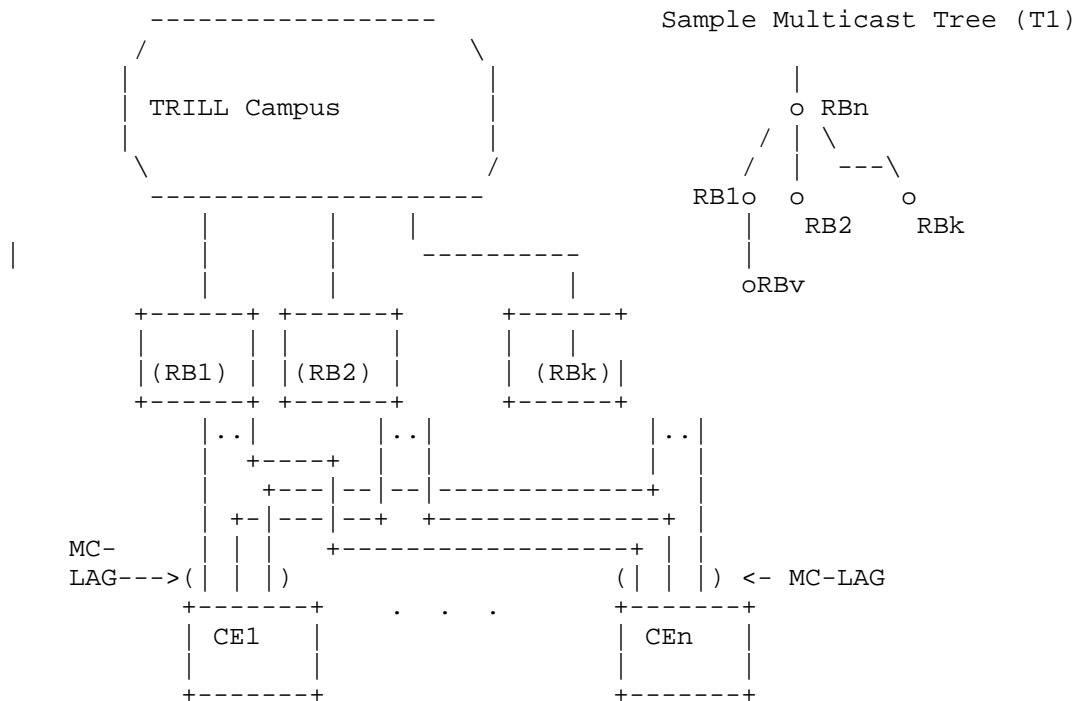 Sample Multicast Tree (T1)
TRILL Campus
o RBn
RB1o o o
RB2 RBk
oRBv
(RB1) (RB2) (RBk)
|..| |..| |..|
MC-
LAG--->(| | |) (| | |) <- MC-LAG
. . .
CE1 CEn